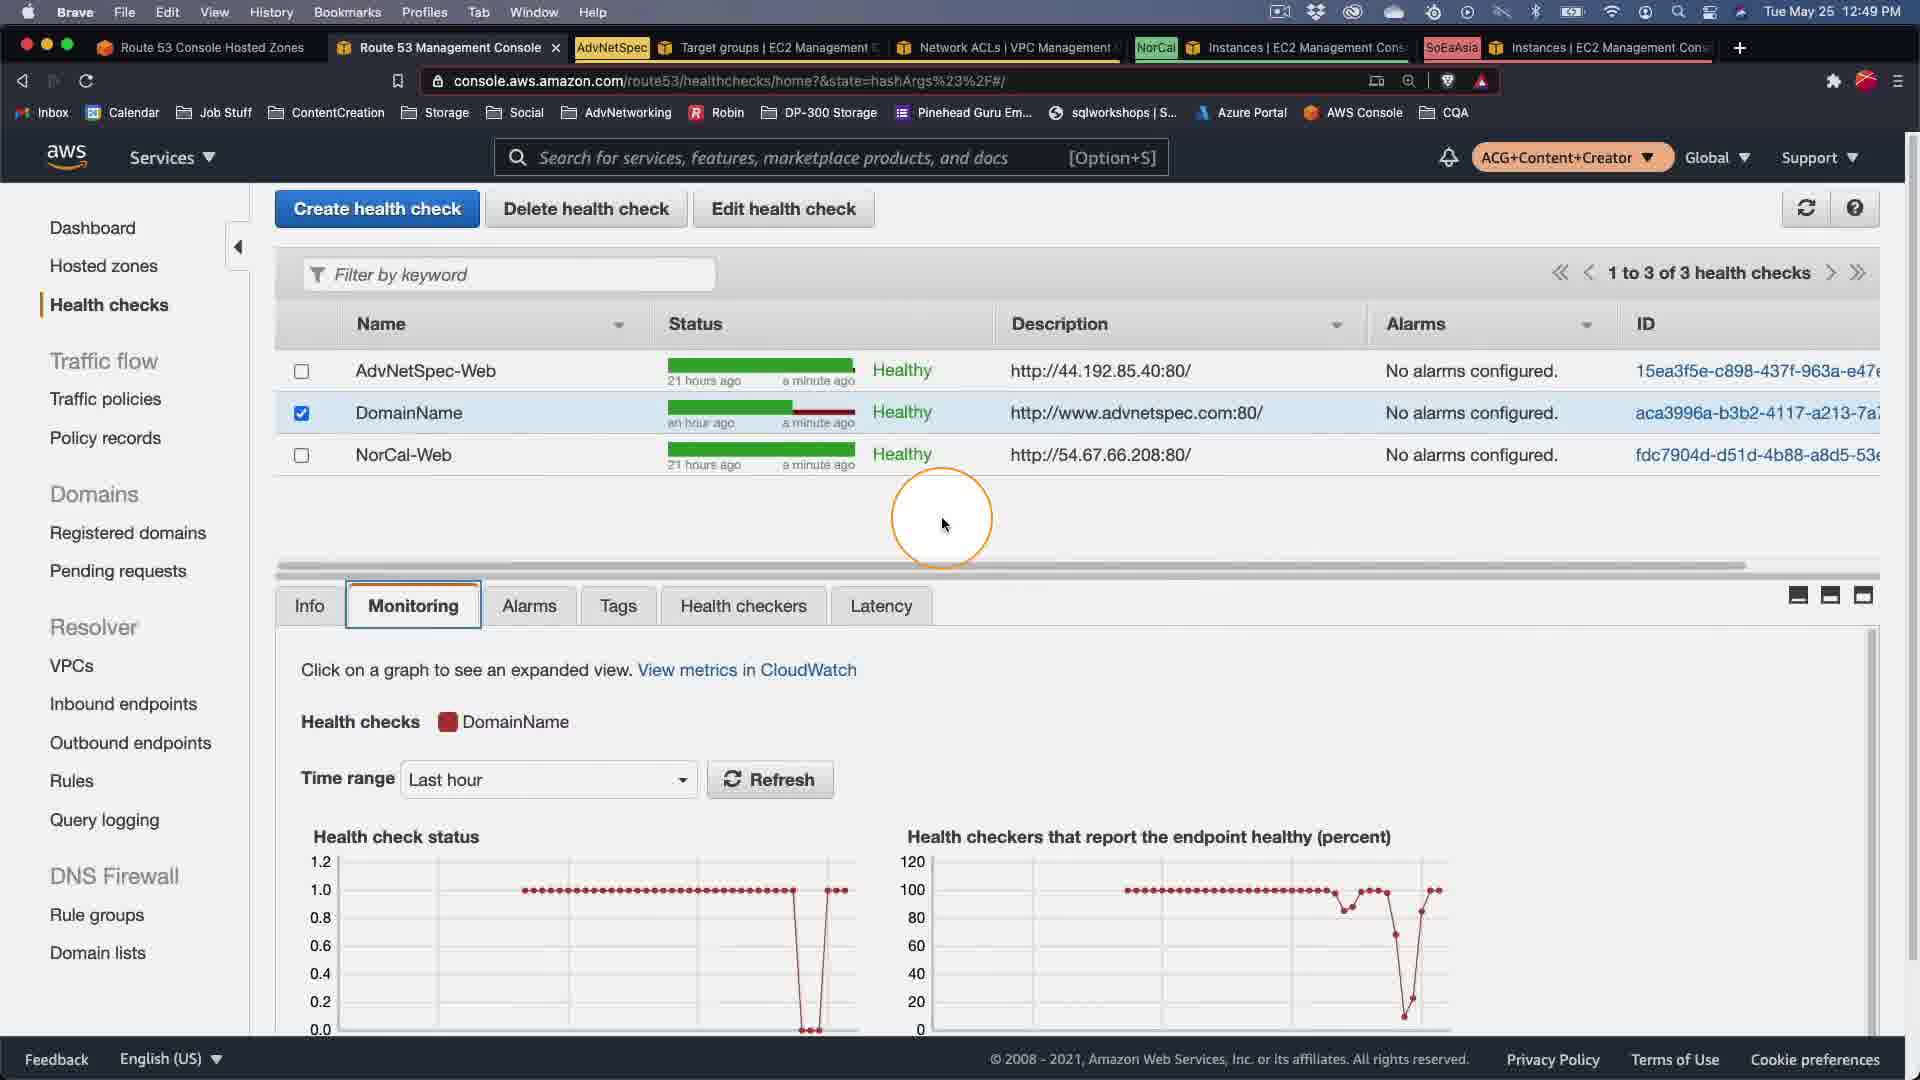 Brave File Edit View History Bookmarks Profiles Tab Window Help Tue May 25 12:49 PM
Route 53 Console Hosted Zones Route 53 Management Console AdvNetSpec Target groups | EC2 Management Network ACLs | VPC Management NorCal Instances | EC2 Management Cons SoEaAsia Instances | EC2 Management Cons
console.aws.amazon.com/route53/healthchecks/home?&state=hashArgs%23%2F#/
Inbox Calendar Job Stuff ContentCreation Storage Social AdvNetworking Robin DP-300 Storage Pinehead Guru Em... sqlworkshops | S... Azure Portal AWS Console CQA
aws Services Search for services, features, marketplace products, and docs [Option+S] ACG+Content+Creator Global Support
Create health check Delete health check Edit health check
Dashboard
Hosted zones
Health checks
Traffic flow
Traffic policies
Policy records
Domains
Registered domains
Pending requests
Resolver
VPCs
Inbound endpoints
Outbound endpoints
Rules
Query logging
DNS Firewall
Rule groups
Domain lists
Filter by keyword 1 to 3 of 3 health checks
Name Status Description Alarms ID
AdvNetSpec-Web Healthy http://44.192.85.40:80/ No alarms configured. 15ea3f5e-c898-437f-963a-e47e
21 hours ago a minute ago
DomainName Healthy http://www.advnetspec.com:80/ No alarms configured. aca3996a-b3b2-4117-a213-7a7
an hour ago a minute ago
NorCal-Web Healthy http://54.67.66.208:80/ No alarms configured. fdc7904d-d51d-4b88-a8d5-53e
21 hours ago a minute ago
Info Monitoring Alarms Tags Health checkers Latency
Click on a graph to see an expanded view. View metrics in CloudWatch
Health checks DomainName
Time range Last hour Refresh
Health check status
1.2
1.0
0.8
0.6
0.4
0.2
0.0
Health checkers that report the endpoint healthy (percent)
120
100
80
60
40
20
0
Feedback English (US) © 2008 - 2021, Amazon Web Services, Inc. or its affiliates. All rights reserved. Privacy Policy Terms of Use Cookie preferences